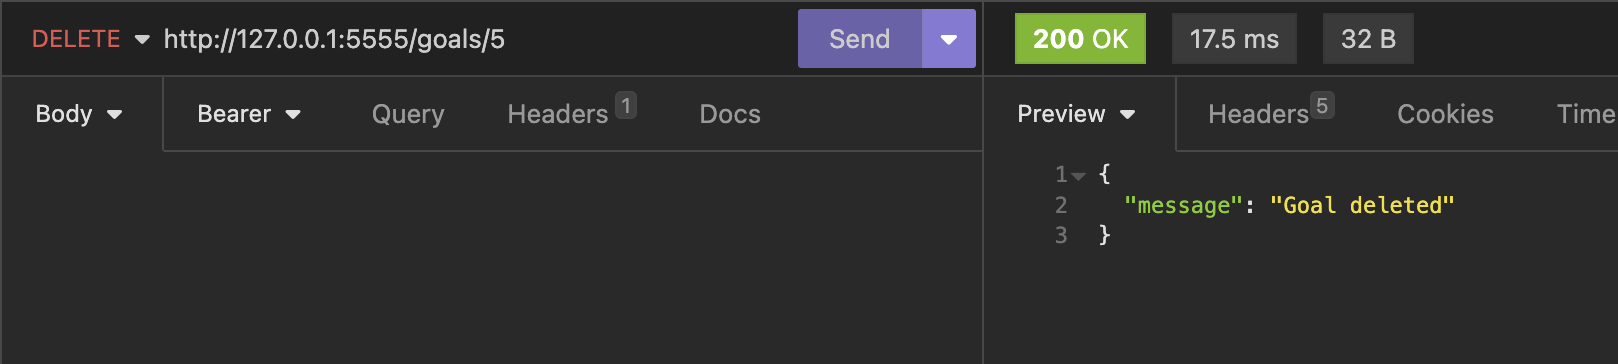 DELETE http://127.0.0.1:5555/goals/5 Send 200 OK 17.5 ms 32 B
Body Bearer Query Headers 1 Docs Preview Headers 5 Cookies Time
1 {
2 "message": "Goal deleted"
3 }